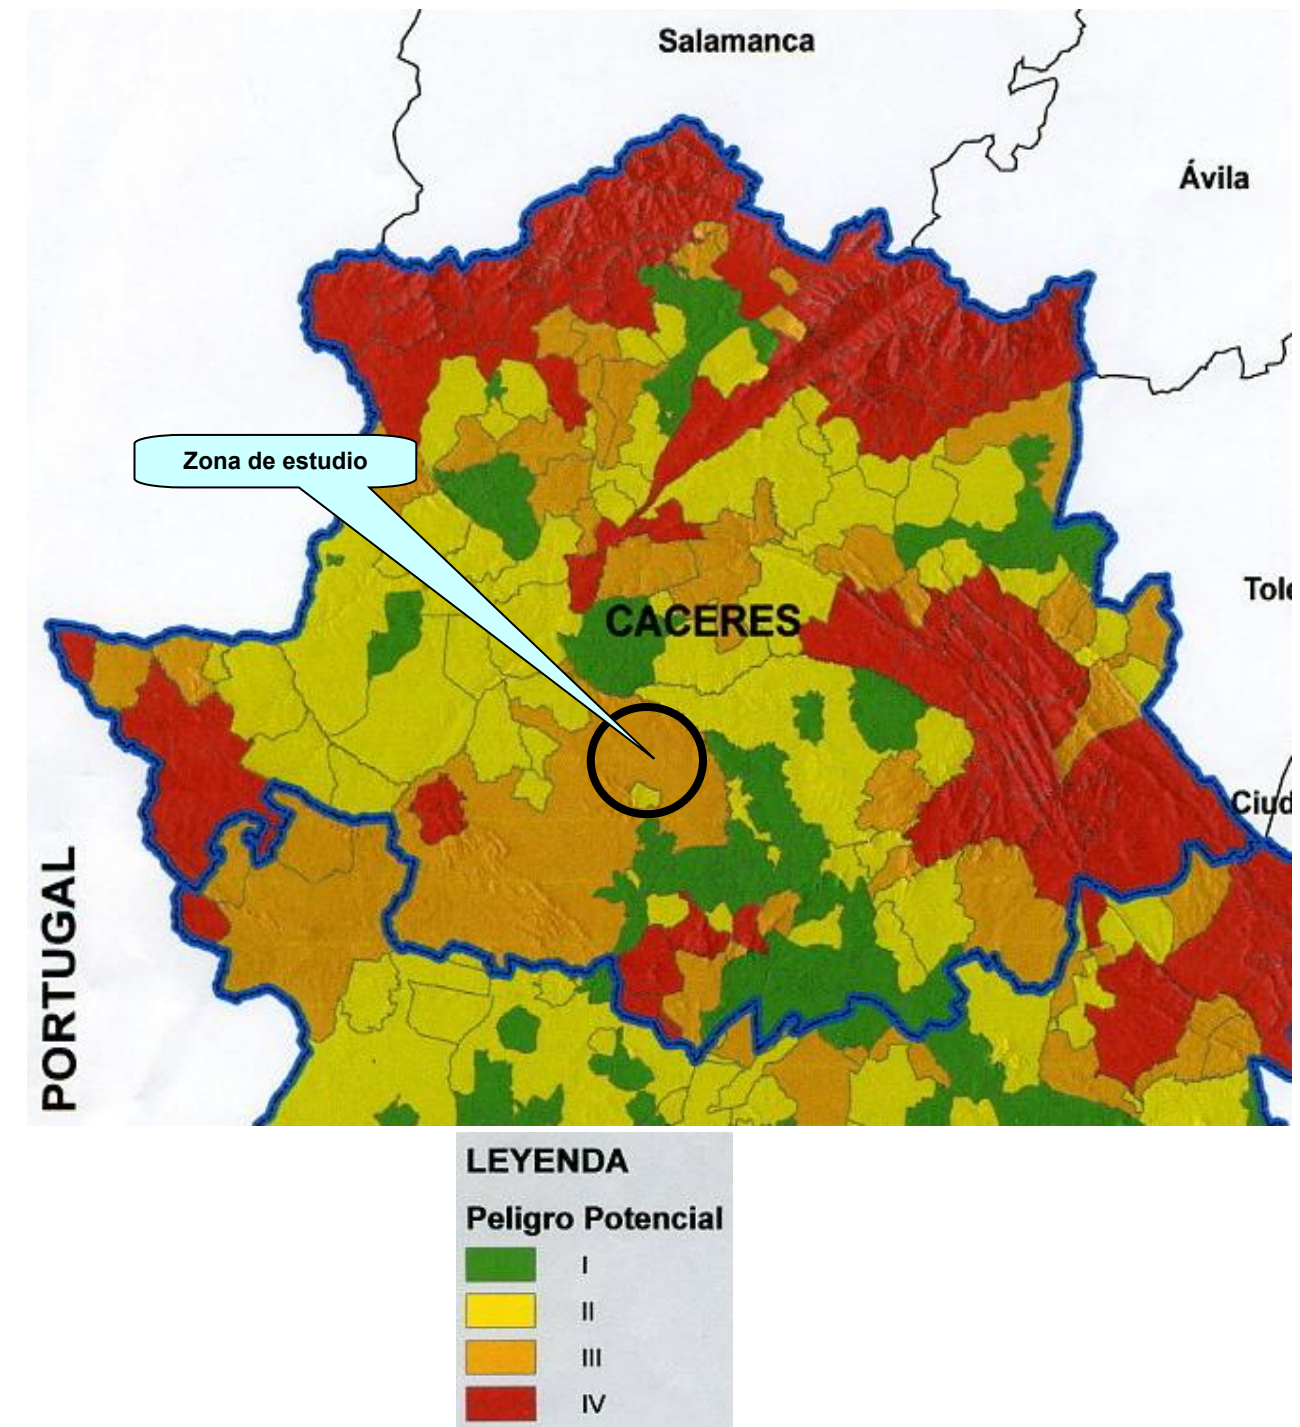 Salamanca
Ávila
Zona de estudio
Tole
CACERES
Ciud
PORTUGAL
LEYENDA
Peligro Potencial
I
II
III
IV